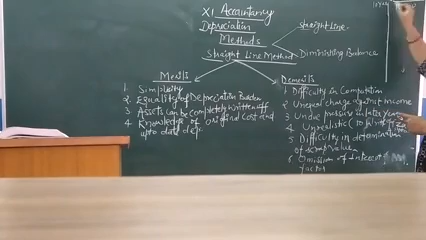 XI Accountancy
Depreciation
Methods
Straight Line
Diminishing Balance
Straight Line Method
Merits
1. Simplicity
2. Equality of Depreciation Burden
3. Assets can be completely written off
4. Knowledge of original cost and
upto date dep.
Demerits
1. Difficulty in Computation
2. Unequal charge against income
3. Undue pressure in later years
4. Unrealistic
5. Difficulty in determination
of scrap value
6. Omission of interest
factor